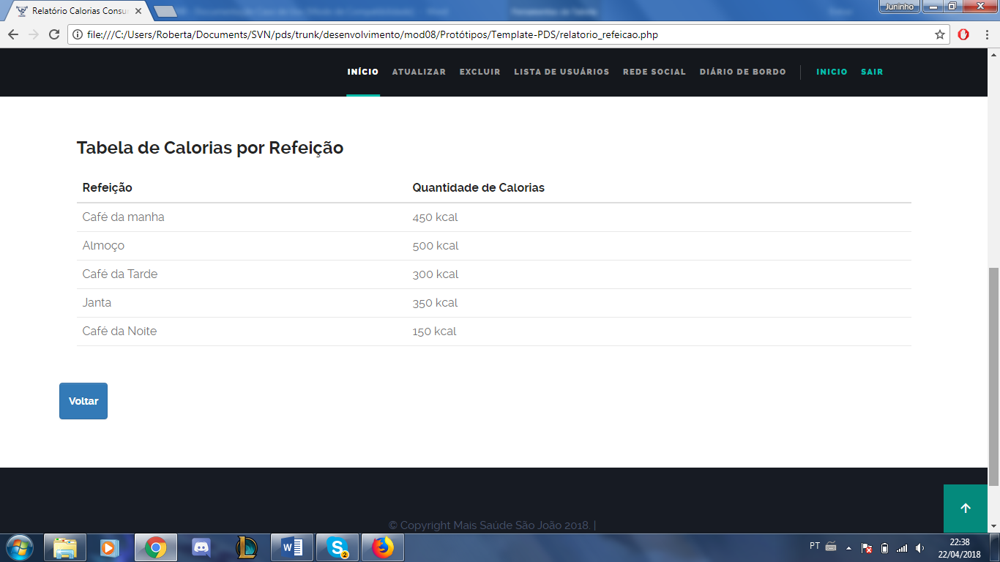 Juninho
Relatório Calorias Consu
file:///C:/Users/Roberta/Documents/SVN/pds/trunk/desenvolvimento/mod08/Protótipos/Template-PDS/relatorio_refeicao.php
INÍCIO ATUALIZAR EXCLUIR LISTA DE USUÁRIOS REDE SOCIAL DIÁRIO DE BORDO INICIO SAIR
Tabela de Calorias por Refeição
Refeição Quantidade de Calorias
Café da manha 450 kcal
Almoço 500 kcal
Café da Tarde 300 kcal
Janta 350 kcal
Café da Noite 150 kcal
Voltar
© Copyright Mais Saúde São João 2018. |
2
PT 22:38
22/04/2018